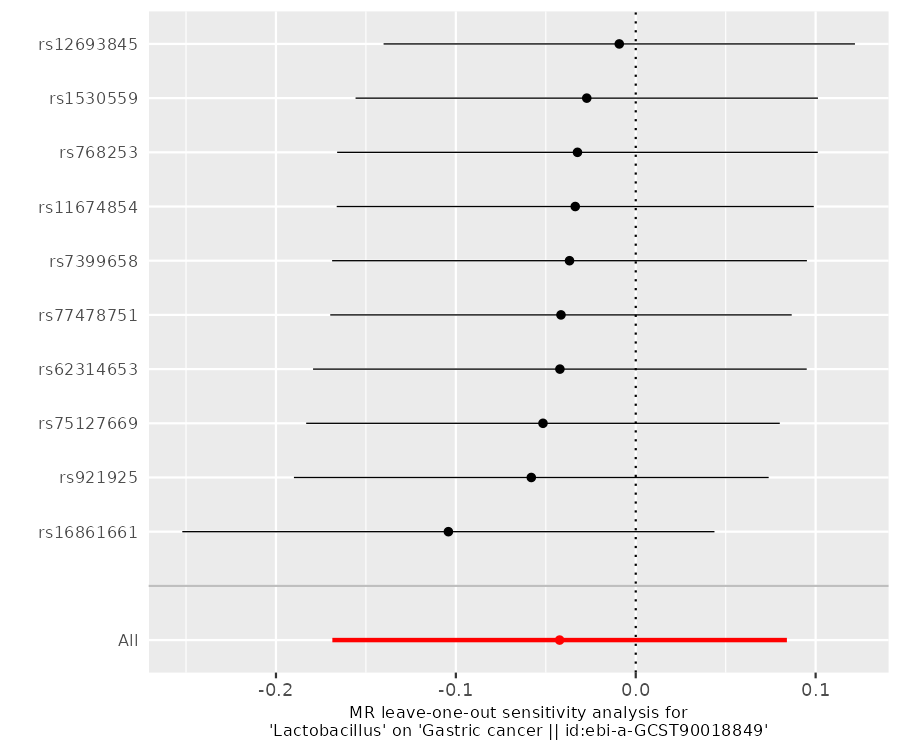 rs12693845
rs1530559
rs768253
rs11674854
rs7399658
rs77478751
rs62314653
rs75127669
rs921925
rs16861661
All
-0.2 -0.1 0.0 0.1
MR leave-one-out sensitivity analysis for
'Lactobacillus' on 'Gastric cancer || id:ebi-a-GCST90018849'